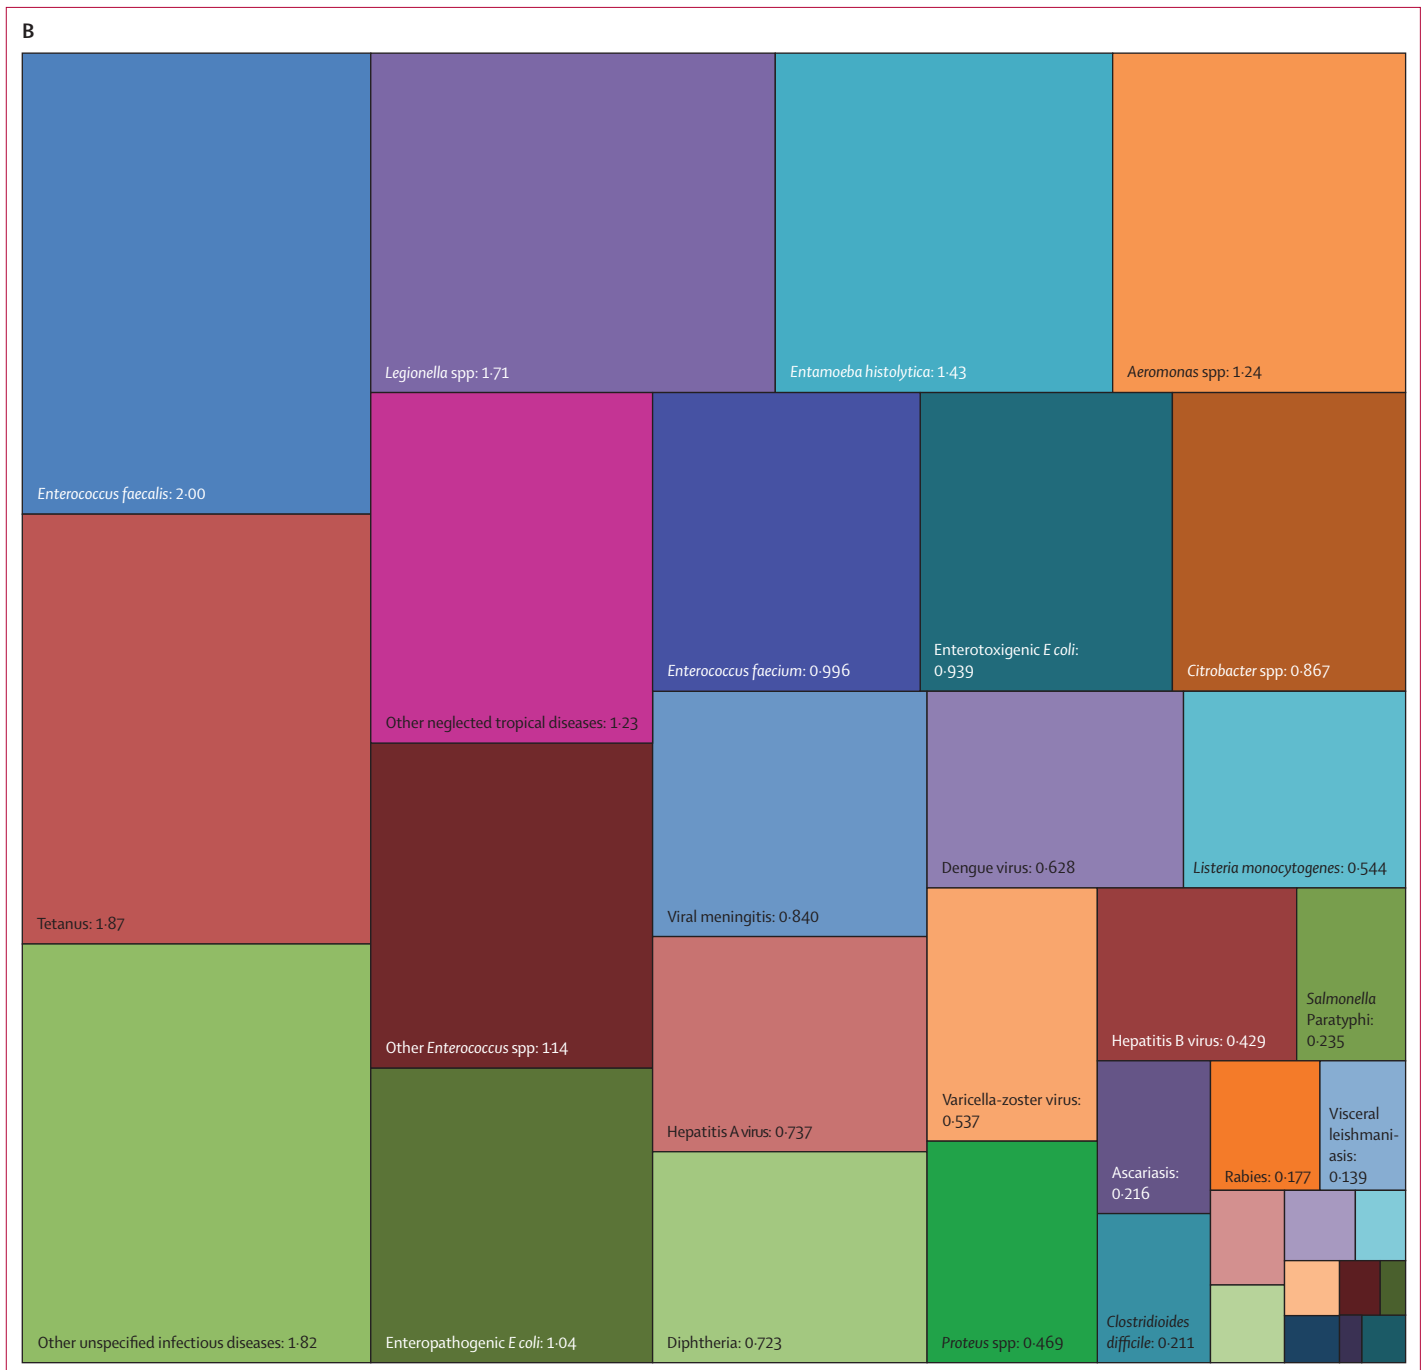 B
Legionella spp: 1·71
Entamoeba histolytica: 1·43
Aeromonas spp: 1·24
Enterococcus faecalis: 2·00
Enterotoxigenic E coli:
0·939
Enterococcus faecium: 0·996
Citrobacter spp: 0·867
Other neglected tropical diseases: 1·23
Dengue virus: 0·628
Listeria monocytogenes: 0·544
Tetanus: 1·87
Viral meningitis: 0·840
Salmonella
Paratyphi:
0·235
Other Enterococcus spp: 1·14
Hepatitis B virus: 0·429
Varicella-zoster virus:
0·537
Hepatitis A virus: 0·737
Visceral
leishmani-
asis:
0·139
Ascariasis:
0·216
Rabies: 0·177
Other unspecified infectious diseases: 1·82
Enteropathogenic E coli: 1·04
Diphtheria: 0·723
Proteus spp: 0·469
Clostridioides
difficile: 0·211